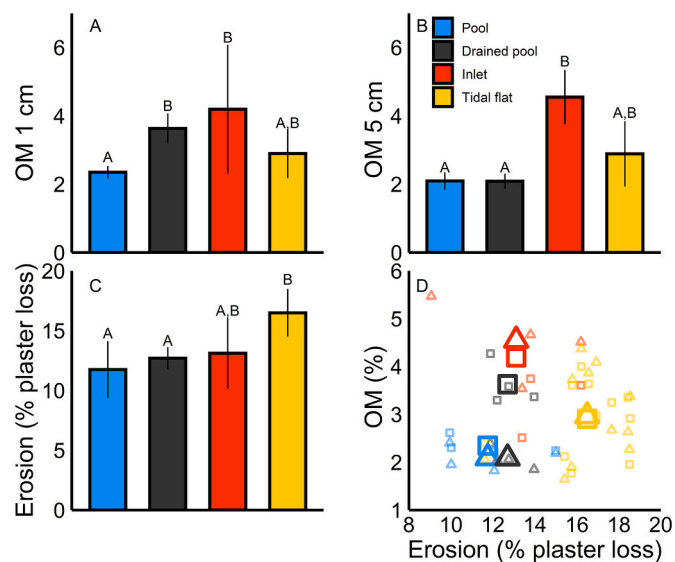 A
B
Pool
Drained pool
Inlet
Tidal flat
OM 1 cm
6
4
2
0
A
B
B
A,B
OM 5 cm
6
4
2
0
A
A
B
A,B
C
D
Erosion (% plaster loss)
20
15
10
5
0
A
A
A,B
B
OM (%)
6
5
4
3
2
1
8 10 12 14 16 18 20
Erosion (% plaster loss)